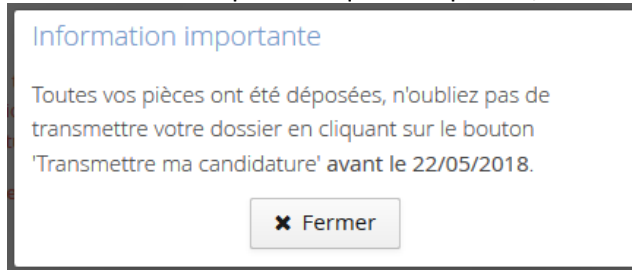 Information importante
Toutes vos pièces ont été déposées, n'oubliez pas de
transmettre votre dossier en cliquant sur le bouton
'Transmettre ma candidature' avant le 22/05/2018.
✖ Fermer